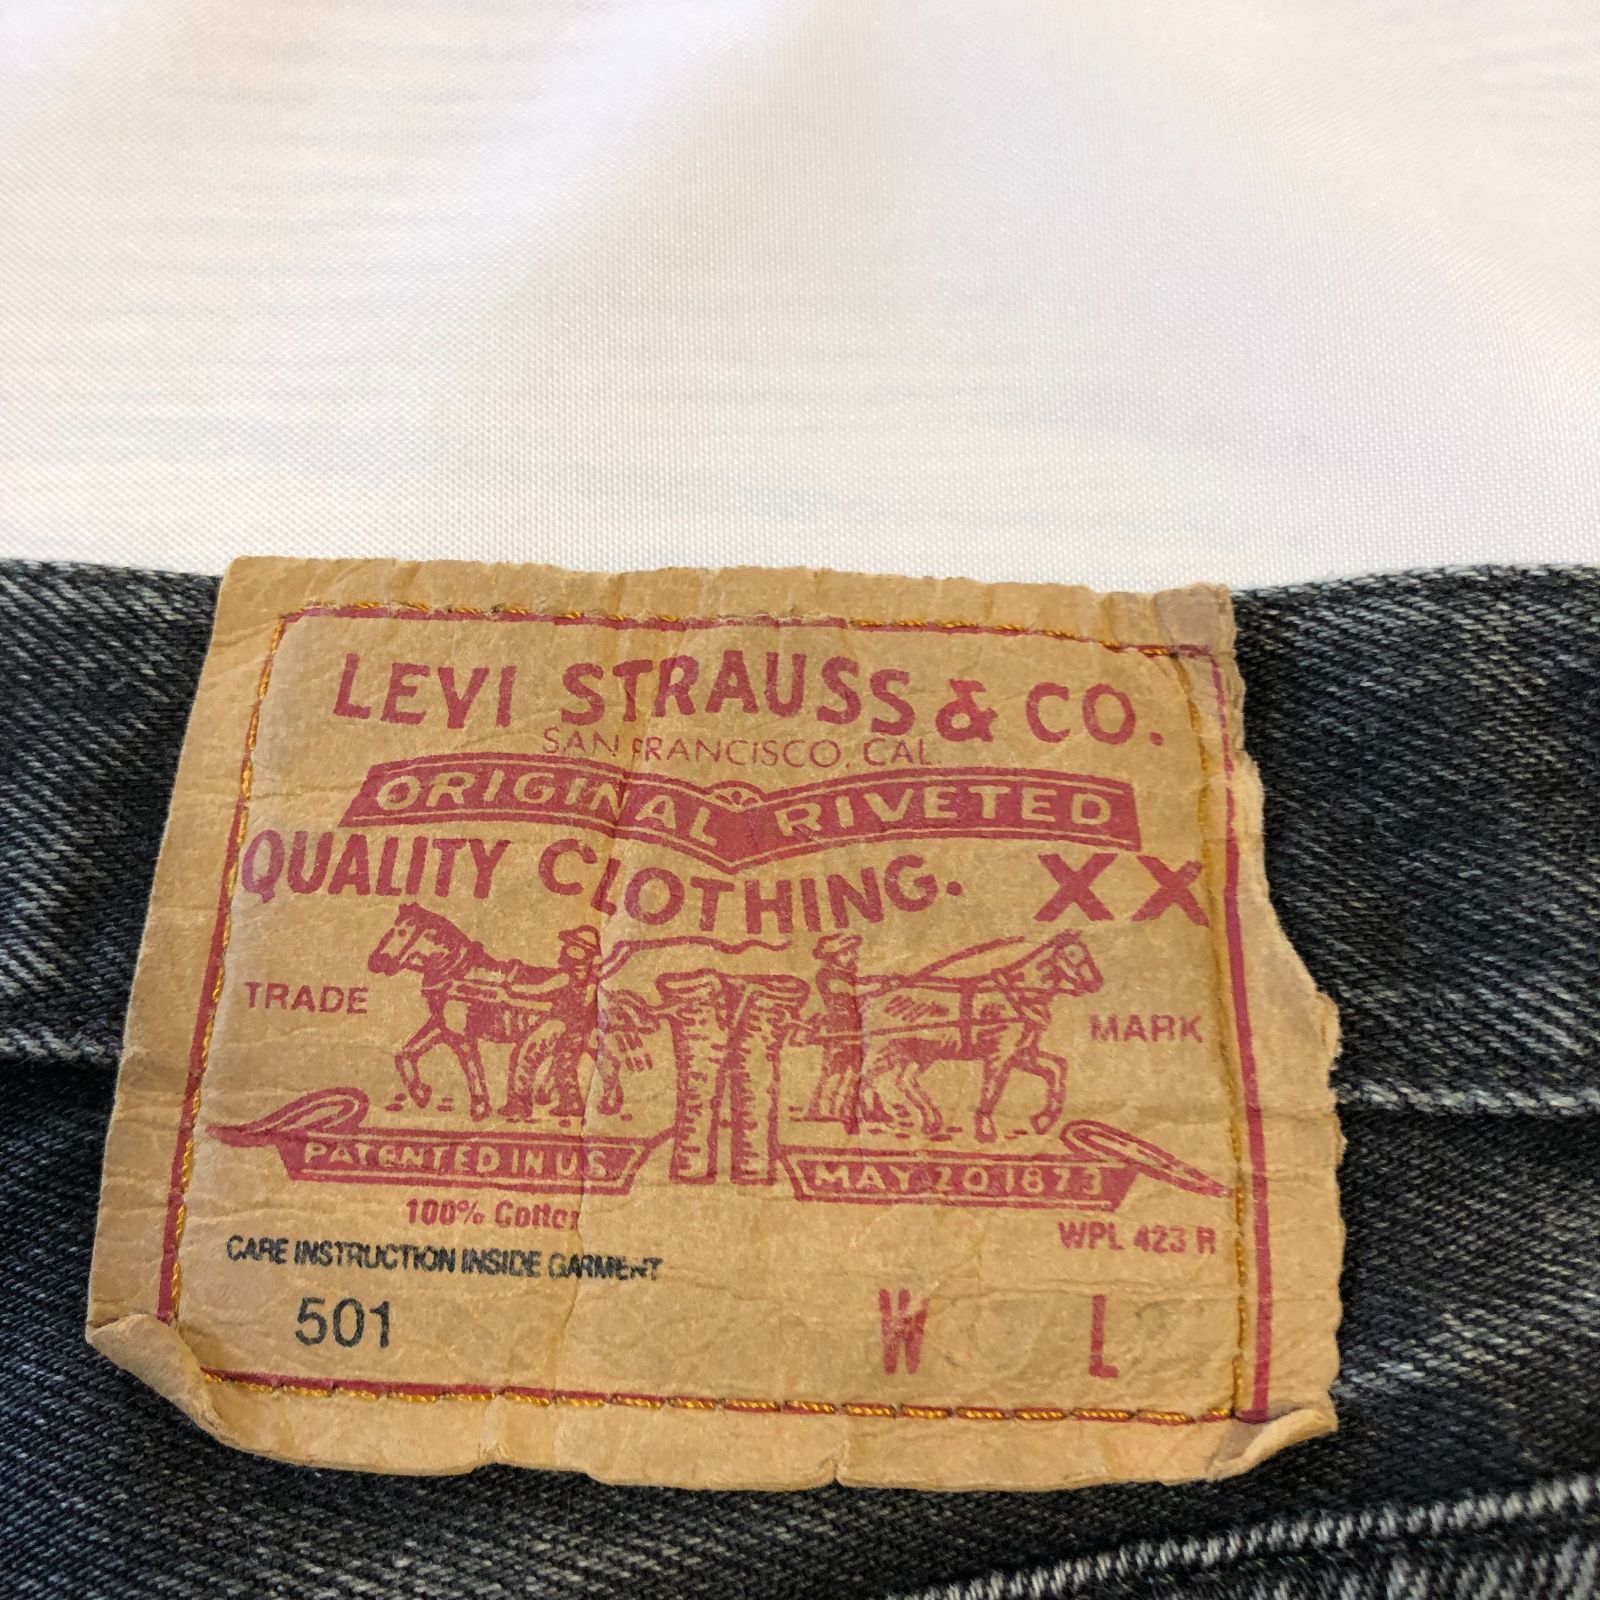 LEVI STRAUSS & CO.
SAN FRANCISCO, CAL.
ORIGINAL RIVETED
QUALITY CLOTHING. XX
TRADE MARK
PATENTED IN U S MAY 20 1873
100% Cotton
WPL 423 R
CARE INSTRUCTION INSIDE GARMENT
501 W L